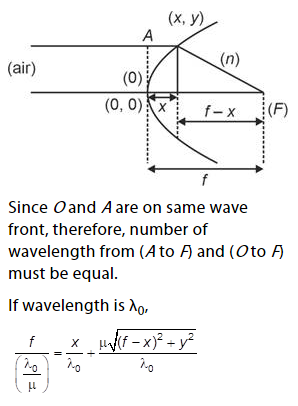 (x, y)
A
(n)
(air)
(0)
(0, 0)
x
f – x
(F)
f
Since O and A are on same wave
front, therefore, number of
wavelength from (A to F) and (O to F)
must be equal.
If wavelength is λ₀,
f / (λ₀ / μ) = x / λ₀ + μ√((f – x)² + y²) / λ₀